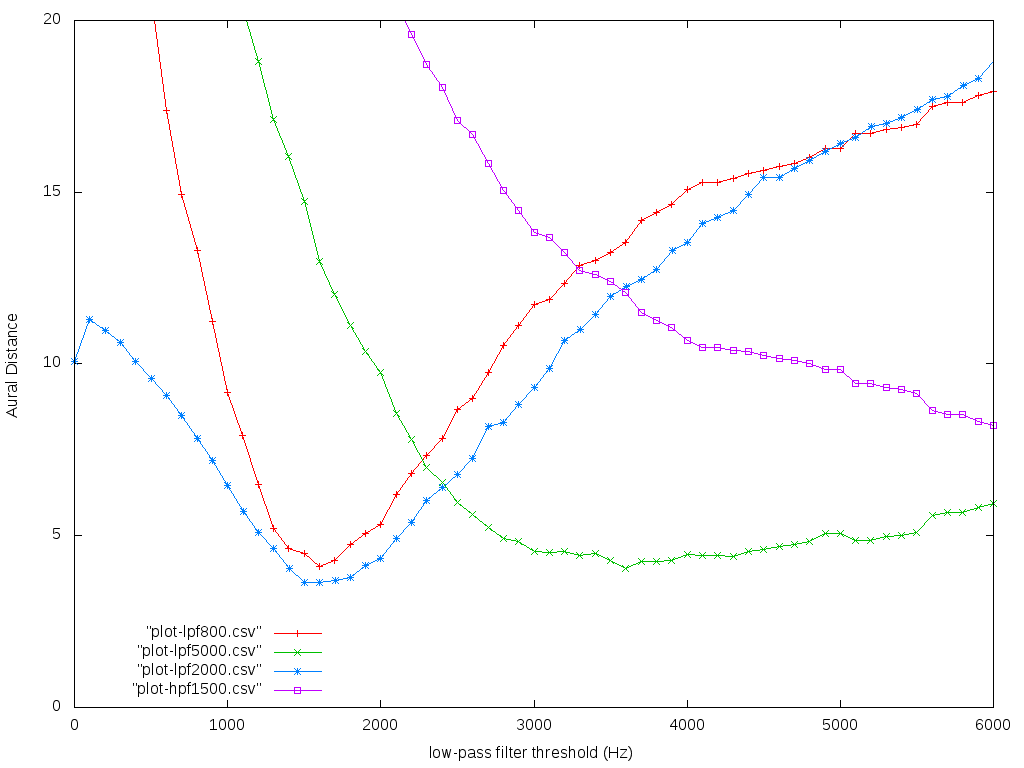 20
15
10
5
0
Aural Distance
"plot-lpf800.csv"
"plot-lpf5000.csv"
"plot-lpf2000.csv"
"plot-hpf1500.csv"
0 1000 2000 3000 4000 5000 6000
low-pass filter threshold (Hz)